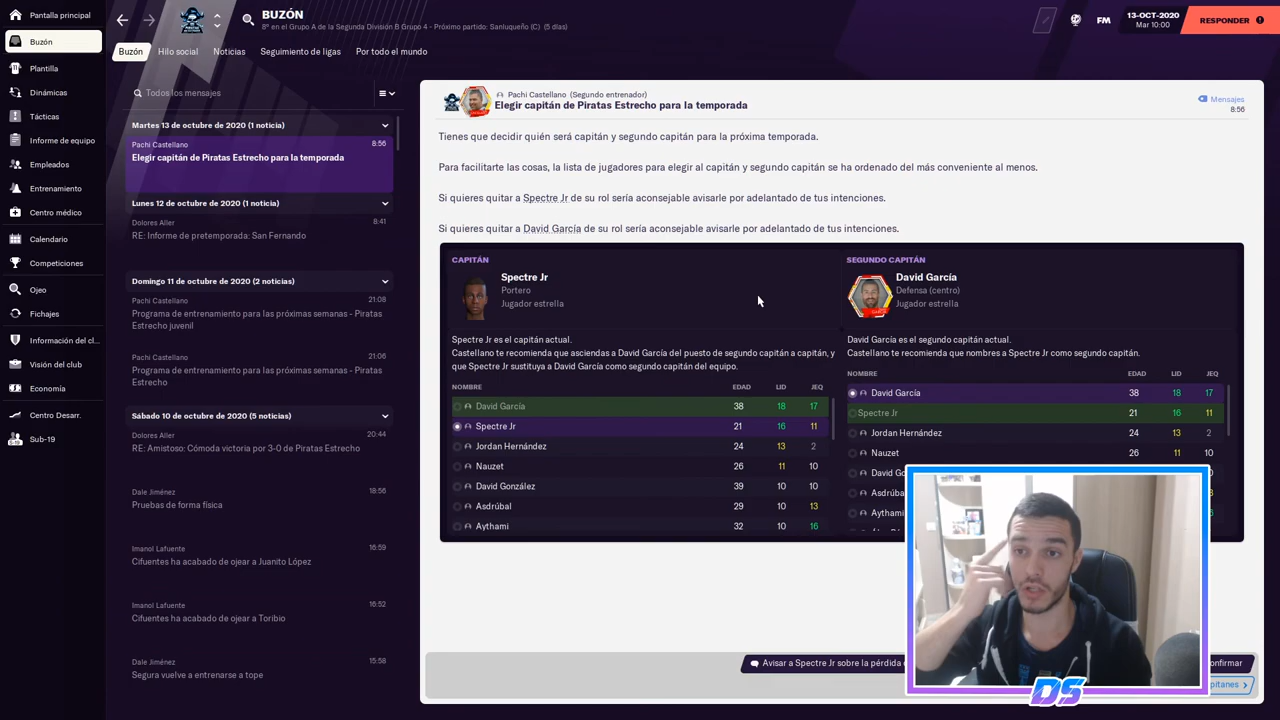 Pantalla principal
Buzón
Plantilla
Dinámicas
Tácticas
Informe de equipo
Empleados
Entrenamiento
Centro médico
Calendario
Competiciones
Ojeo
Fichajes
Información del cl...
Visión del club
Economía
Centro Desarr.
Sub-19
BUZÓN
8º en el Grupo A de la Segunda División B Grupo 4 - Próximo partido: Sanluqueño (C) (5 días)
FM
13-OCT-2020
Mar 10:00
RESPONDER
Buzón
Hilo social
Noticias
Seguimiento de ligas
Por todo el mundo
Todos los mensajes
Martes 13 de octubre de 2020 (1 noticia)
Pachi Castellano 8:56
Elegir capitán de Piratas Estrecho para la temporada
Lunes 12 de octubre de 2020 (1 noticia)
Dolores Aller 8:41
RE: Informe de pretemporada: San Fernando
Domingo 11 de octubre de 2020 (2 noticias)
Pachi Castellano 21:08
Programa de entrenamiento para las próximas semanas - Piratas
Estrecho juvenil
Pachi Castellano 21:06
Programa de entrenamiento para las próximas semanas - Piratas
Estrecho
Sábado 10 de octubre de 2020 (5 noticias)
Dolores Aller 20:44
RE: Amistoso: Cómoda victoria por 3-0 de Piratas Estrecho
Dale Jiménez 18:56
Pruebas de forma física
Imanol Lafuente 16:59
Cifuentes ha acabado de ojear a Juanito López
Imanol Lafuente 16:52
Cifuentes ha acabado de ojear a Toribio
Dale Jiménez 15:58
Segura vuelve a entrenarse a tope
Pachi Castellano (Segundo entrenador)
Elegir capitán de Piratas Estrecho para la temporada
Mensajes
8:56
Tienes que decidir quién será capitán y segundo capitán para la próxima temporada.
Para facilitarte las cosas, la lista de jugadores para elegir al capitán y segundo capitán se ha ordenado del más conveniente al menos.
Si quieres quitar a Spectre Jr de su rol sería aconsejable avisarle por adelantado de tus intenciones.
Si quieres quitar a David García de su rol sería aconsejable avisarle por adelantado de tus intenciones.
CAPITÁN
Spectre Jr
Portero
Jugador estrella
Spectre Jr es el capitán actual.
Castellano te recomienda que asciendas a David García del puesto de segundo capitán a capitán, y
que Spectre Jr sustituya a David García como segundo capitán del equipo.
NOMBRE EDAD LID JEQ
David García 38 18 17
Spectre Jr 21 16 11
Jordan Hernández 24 13 2
Nauzet 26 11 10
David González 39 10 10
Asdrúbal 29 10 13
Aythami 32 10 16
SEGUNDO CAPITÁN
David García
Defensa (centro)
Jugador estrella
GARCÍA
David García es el segundo capitán actual.
Castellano te recomienda que nombres a Spectre Jr como segundo capitán.
NOMBRE EDAD LID JEQ
David García 38 18 17
Spectre Jr 21 16 11
Jordan Hernández 24 13 2
Nauzet 26 11 10
David Go
Asdrúba
Aythami
Avisar a Spectre Jr sobre la pérdida
onfirmar
pitanes
DS